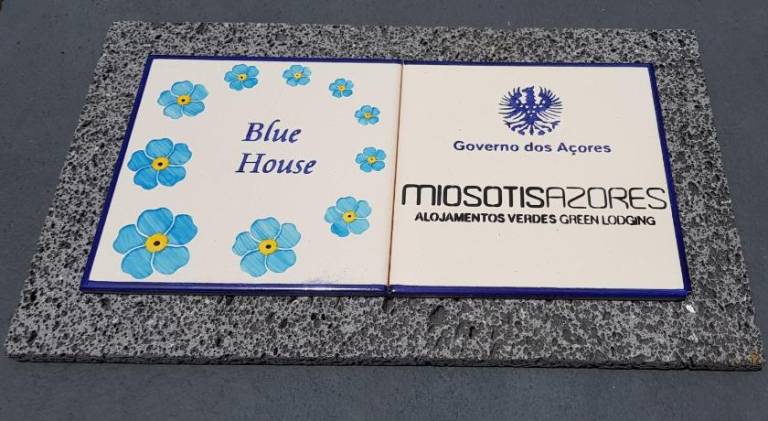 Blue
House
Governo dos Açores
MIOSOTISAZORES
ALOJAMENTOS VERDES GREEN LODGING